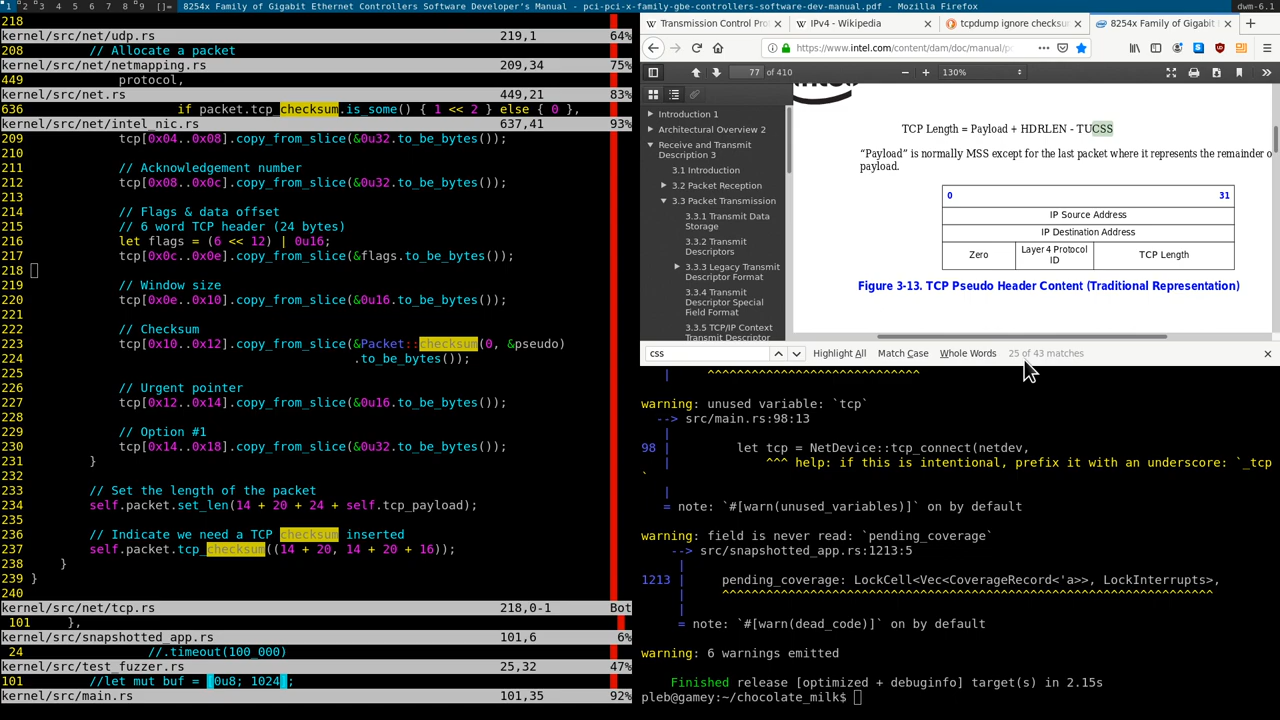 1 2 3 4 5 6 7 8 9 []= 8254x Family of Gigabit Ethernet Controllers Software Developer's Manual - pci-pci-x-family-gbe-controllers-software-dev-manual.pdf - Mozilla Firefox dwm-6.1
218
kernel/src/net/udp.rs 219,1 64%
208 // Allocate a packet
kernel/src/net/netmapping.rs 209,34 75%
449 protocol,
kernel/src/net.rs 449,21 83%
636 if packet.tcp_checksum.is_some() { 1 << 2 } else { 0 },
kernel/src/net/intel_nic.rs 637,41 93%
209 tcp[0x04..0x08].copy_from_slice(&0u32.to_be_bytes());
210
211 // Acknowledgement number
212 tcp[0x08..0x0c].copy_from_slice(&0u32.to_be_bytes());
213
214 // Flags & data offset
215 // 6 word TCP header (24 bytes)
216 let flags = (6 << 12) | 0u16;
217 tcp[0x0c..0x0e].copy_from_slice(&flags.to_be_bytes());
218
219 // Window size
220 tcp[0x0e..0x10].copy_from_slice(&0u16.to_be_bytes());
221
222 // Checksum
223 tcp[0x10..0x12].copy_from_slice(&Packet::checksum(0, &pseudo)
224 .to_be_bytes());
225
226 // Urgent pointer
227 tcp[0x12..0x14].copy_from_slice(&0u16.to_be_bytes());
228
229 // Option #1
230 tcp[0x14..0x18].copy_from_slice(&0u32.to_be_bytes());
231 }
232
233 // Set the length of the packet
234 self.packet.set_len(14 + 20 + 24 + self.tcp_payload);
235
236 // Indicate we need a TCP checksum inserted
237 self.packet.tcp_checksum((14 + 20, 14 + 20 + 16));
238 }
239 }
240
kernel/src/net/tcp.rs 218,0-1 Bot
101 },
kernel/src/snapshotted_app.rs 101,6 6%
24 //.timeout(100_000)
kernel/src/test_fuzzer.rs 25,32 47%
101 //let mut buf = [0u8; 1024];
kernel/src/main.rs 101,35 92%
Transmission Control Pro
IPv4 - Wikipedia
tcpdump ignore checksu
8254x Family of Gigabit
https://www.intel.com/content/dam/doc/manual/p
77 of 410
130%
Introduction 1
Architectural Overview 2
Receive and Transmit
Description 3
3.1 Introduction
3.2 Packet Reception
3.3 Packet Transmission
3.3.1 Transmit Data
Storage
3.3.2 Transmit
Descriptors
3.3.3 Legacy Transmit
Descriptor Format
3.3.4 Transmit
Descriptor Special
Field Format
3.3.5 TCP/IP Context
Transmit Descriptor
TCP Length = Payload + HDRLEN - TUCSS
“Payload” is normally MSS except for the last packet where it represents the remainder o
payload.
0 31
IP Source Address
IP Destination Address
Zero
Layer 4 Protocol
ID
TCP Length
Figure 3-13. TCP Pseudo Header Content (Traditional Representation)
css
Highlight All
Match Case
Whole Words
25 of 43 matches
| ^^^^^^^^^^^^^^^^^^^^^^^^^^^^^
warning: unused variable: `tcp`
--> src/main.rs:98:13
|
98 | let tcp = NetDevice::tcp_connect(netdev,
| ^^^ help: if this is intentional, prefix it with an underscore: `_tcp
`
|
= note: `#[warn(unused_variables)]` on by default
warning: field is never read: `pending_coverage`
--> src/snapshotted_app.rs:1213:5
|
1213 | pending_coverage: LockCell<Vec<CoverageRecord<'a>>, LockInterrupts>,
| ^^^^^^^^^^^^^^^^^^^^^^^^^^^^^^^^^^^^^^^^^^^^^^^^^^^^^^^^^^^^^^^^^^^
|
= note: `#[warn(dead_code)]` on by default
warning: 6 warnings emitted
Finished release [optimized + debuginfo] target(s) in 2.15s
pleb@gamey:~/chocolate_milk$